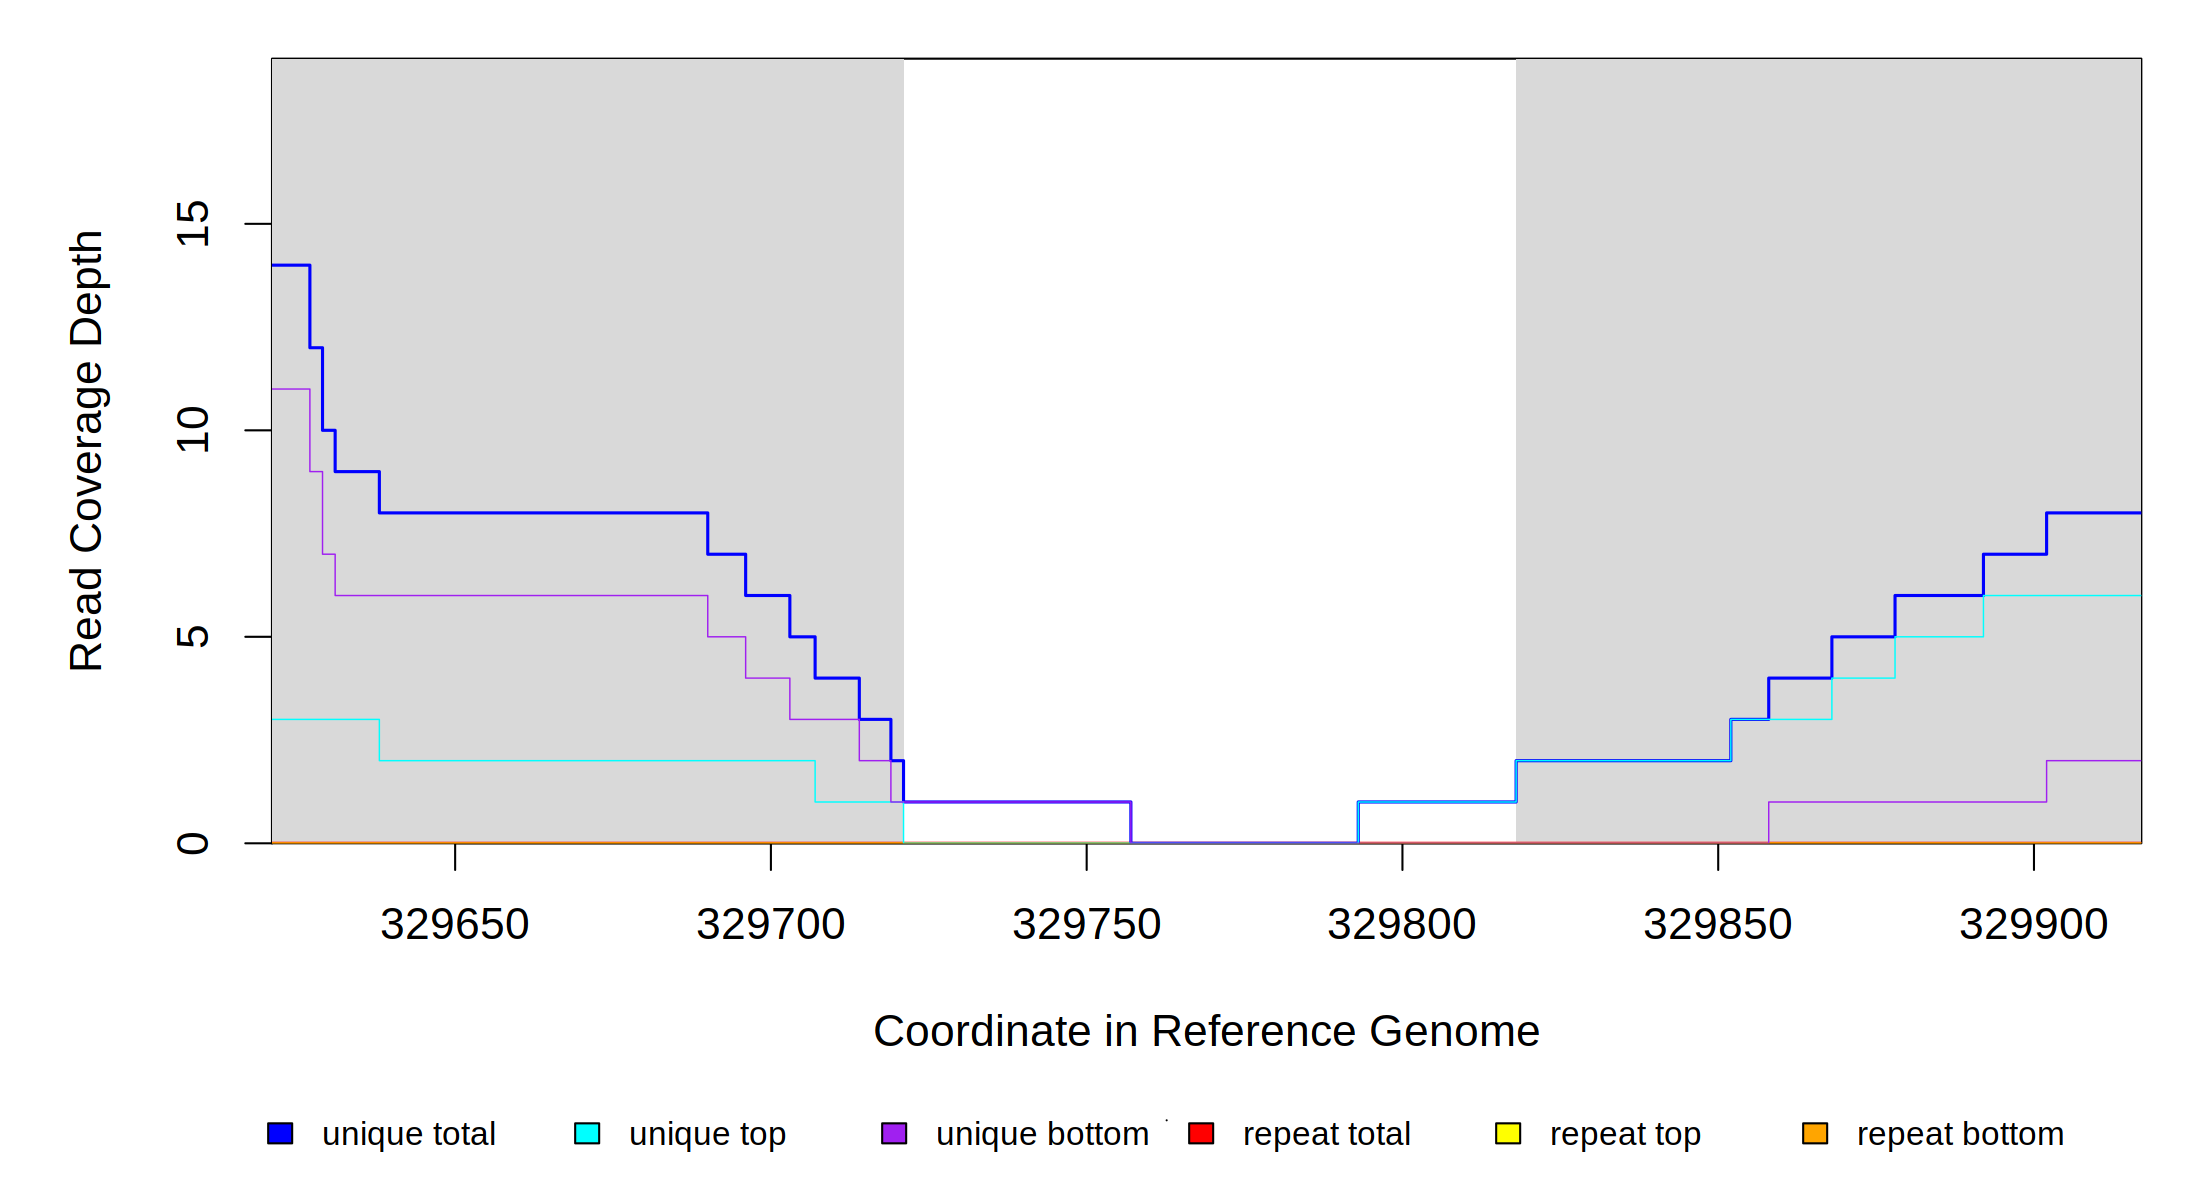 Read Coverage Depth
15
10
5
0
329650 329700 329750 329800 329850 329900
Coordinate in Reference Genome
unique total unique top unique bottom repeat total repeat top repeat bottom